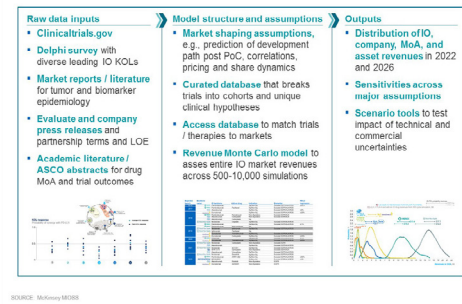 Raw data inputs
• Clinicaltrials.gov
• Delphi survey with
diverse leading IO KOLs
• Market reports / literature
for tumor and biomarker
epidemiology
• Evaluate and company
press releases and
partnership terms and LOE
• Academic literature /
ASCO abstracts for drug
MoA and trial outcomes
Model structure and assumptions
• Market shaping assumptions,
e.g., prediction of development
path post PoC, correlations,
pricing and share dynamics
• Curated database that breaks
trials into cohorts and unique
clinical hypotheses
• Access database to match trials
/ therapies to markets
• Revenue Monte Carlo model to
asses entire IO market revenues
across 500-10,000 simulations
Outputs
• Distribution of IO,
company, MoA, and
asset revenues in 2022
and 2026
• Sensitivities across
major assumptions
• Scenario tools to test
impact of technical and
commercial
uncertainties
SOURCE: McKinsey MIOSS